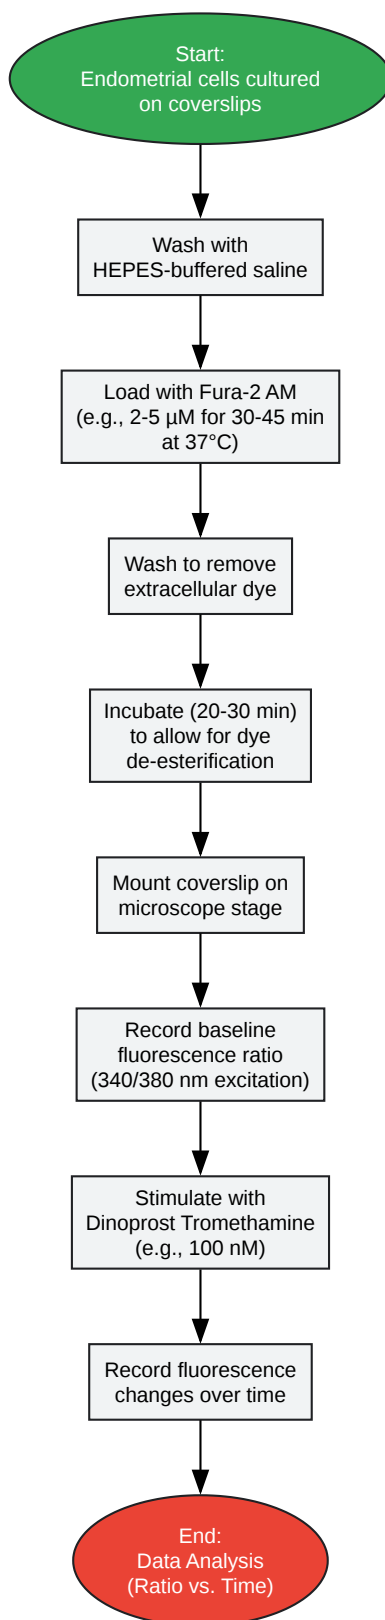 Start:
Endometrial cells cultured
on coverslips
Wash with
HEPES-buffered saline
Load with Fura-2 AM
(e.g., 2-5 µM for 30-45 min
at 37°C)
Wash to remove
extracellular dye
Incubate (20-30 min)
to allow for dye
de-esterification
Mount coverslip on
microscope stage
Record baseline
fluorescence ratio
(340/380 nm excitation)
Stimulate with
Dinoprost Tromethamine
(e.g., 100 nM)
Record fluorescence
changes over time
End:
Data Analysis
(Ratio vs. Time)